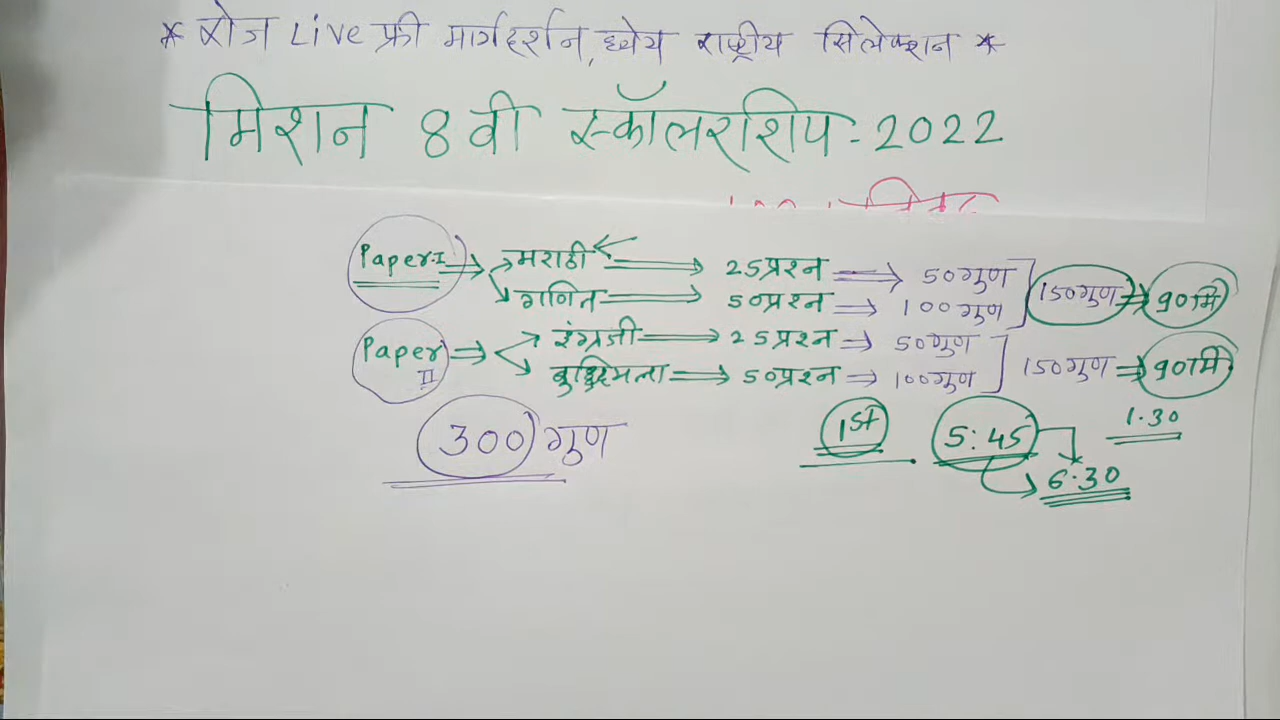 * रोज Live फ्री मार्गदर्शन, ध्येय राष्ट्रीय सिलेक्शन *
मिशन 8 वी स्कॉलरशिप - 2022
Paper-I ⇒ मराठी ⇒ 25 प्रश्न ⇒ 50 गुण
गणित ⇒ 50 प्रश्न ⇒ 100 गुण
150 गुण ⇒ 90 मि
Paper II ⇒ इंग्रजी ⇒ 25 प्रश्न ⇒ 50 गुण
बुद्धिमत्ता ⇒ 50 प्रश्न ⇒ 100 गुण
150 गुण ⇒ 90 मि
300 गुण
1st 5:45 1.30
6.30